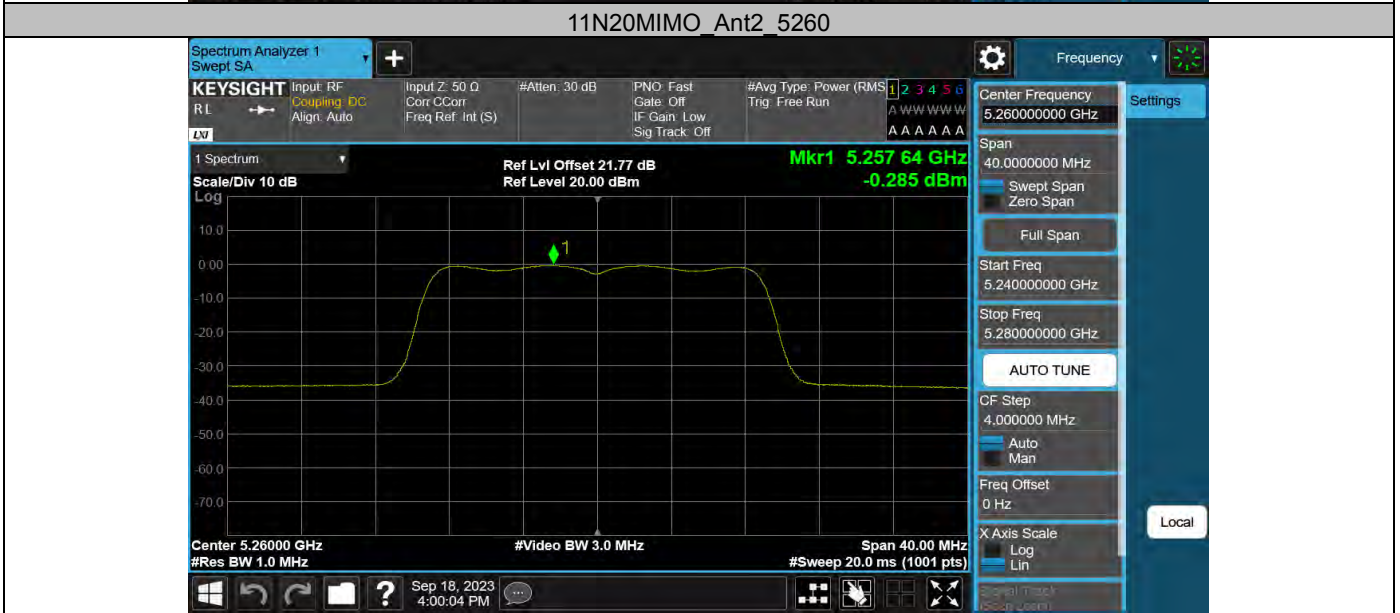 11N20MIMO_Ant2_5260
Spectrum Analyzer 1
Swept SA
Frequency
KEYSIGHT
RL
LXI
Input: RF
Coupling: DC
Align: Auto
Input Z: 50 Ω
Corr CCorr
Freq Ref: Int (S)
#Atten: 30 dB
PNO: Fast
Gate: Off
IF Gain: Low
Sig Track: Off
#Avg Type: Power (RMS
Trig: Free Run
1 2 3 4 5 6
A W W W W W
A A A A A A
Center Frequency
5.260000000 GHz
Settings
1 Spectrum
Scale/Div 10 dB
Log
Ref Lvl Offset 21.77 dB
Ref Level 20.00 dBm
Mkr1 5.257 64 GHz
-0.285 dBm
Span
40.0000000 MHz
Swept Span
Zero Span
Full Span
Start Freq
5.240000000 GHz
Stop Freq
5.280000000 GHz
AUTO TUNE
CF Step
4.000000 MHz
Auto
Man
Freq Offset
0 Hz
X Axis Scale
Log
Lin
Local
1
10.0
0.00
-10.0
-20.0
-30.0
-40.0
-50.0
-60.0
-70.0
Center 5.26000 GHz
#Res BW 1.0 MHz
#Video BW 3.0 MHz
Span 40.00 MHz
#Sweep 20.0 ms (1001 pts)
Sep 18, 2023
4:00:04 PM